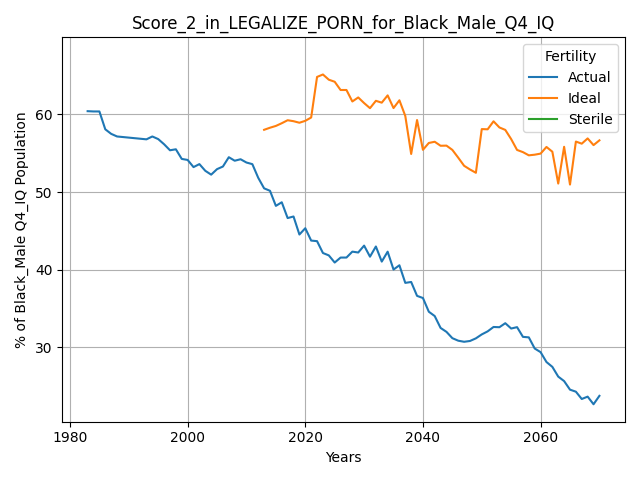 Score_2_in_LEGALIZE_PORN_for_Black_Male_Q4_IQ
Fertility
Actual
Ideal
Sterile
% of Black_Male Q4_IQ Population
60
50
40
30
1980
2000
2020
2040
2060
Years